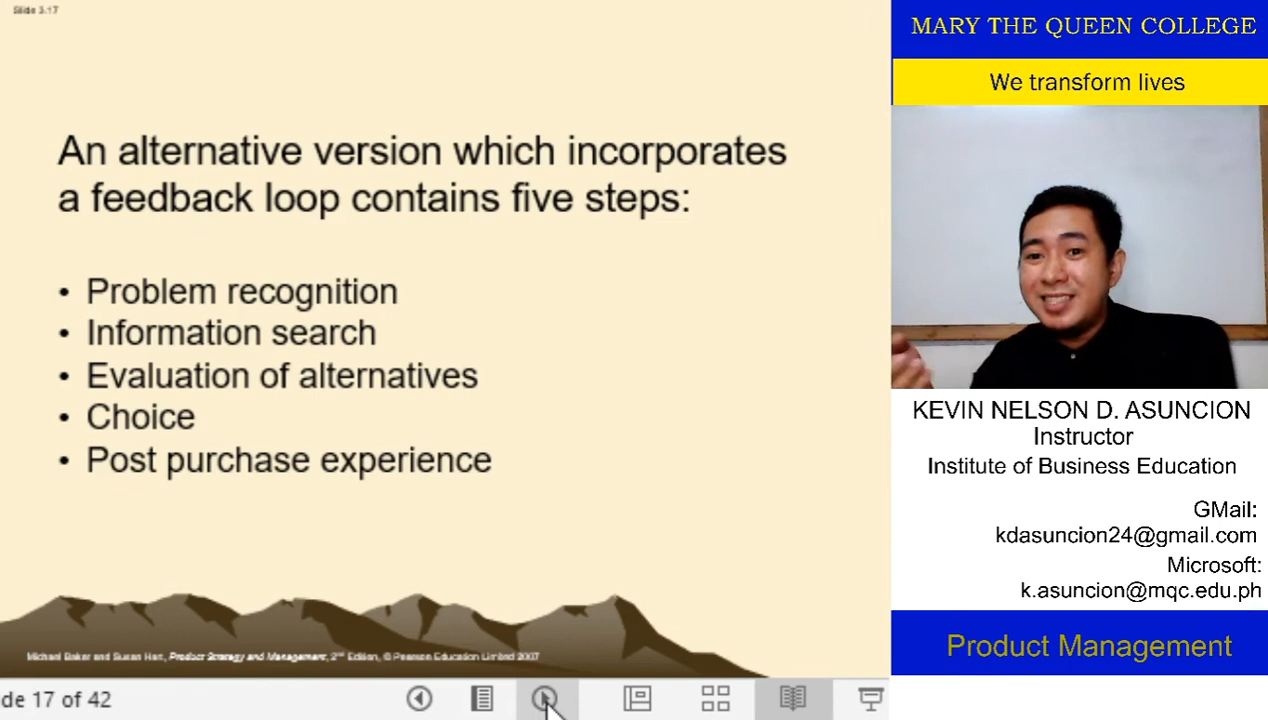 Slide 3.17
An alternative version which incorporates
a feedback loop contains five steps:
• Problem recognition
• Information search
• Evaluation of alternatives
• Choice
• Post purchase experience
Michael Baker and Susan Hart, Product Strategy and Management, 2nd Edition, © Pearson Education Limited 2007
de 17 of 42
MARY THE QUEEN COLLEGE
We transform lives
KEVIN NELSON D. ASUNCION
Instructor
Institute of Business Education
GMail:
kdasuncion24@gmail.com
Microsoft:
k.asuncion@mqc.edu.ph
Product Management